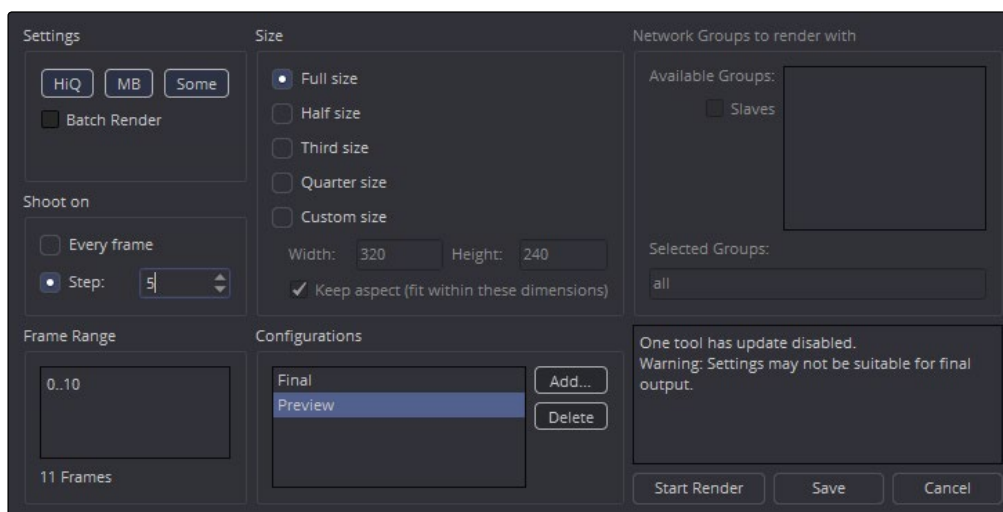 Settings
HiQ MB Some
Batch Render
Shoot on
Every frame
Step: 5
Frame Range
0..10
11 Frames
Size
Full size
Half size
Third size
Quarter size
Custom size
Width: 320 Height: 240
Keep aspect (fit within these dimensions)
Configurations
Final
Preview
Add...
Delete
Network Groups to render with
Available Groups:
Slaves
Selected Groups:
all
One tool has update disabled.
Warning: Settings may not be suitable for final
output.
Start Render Save Cancel